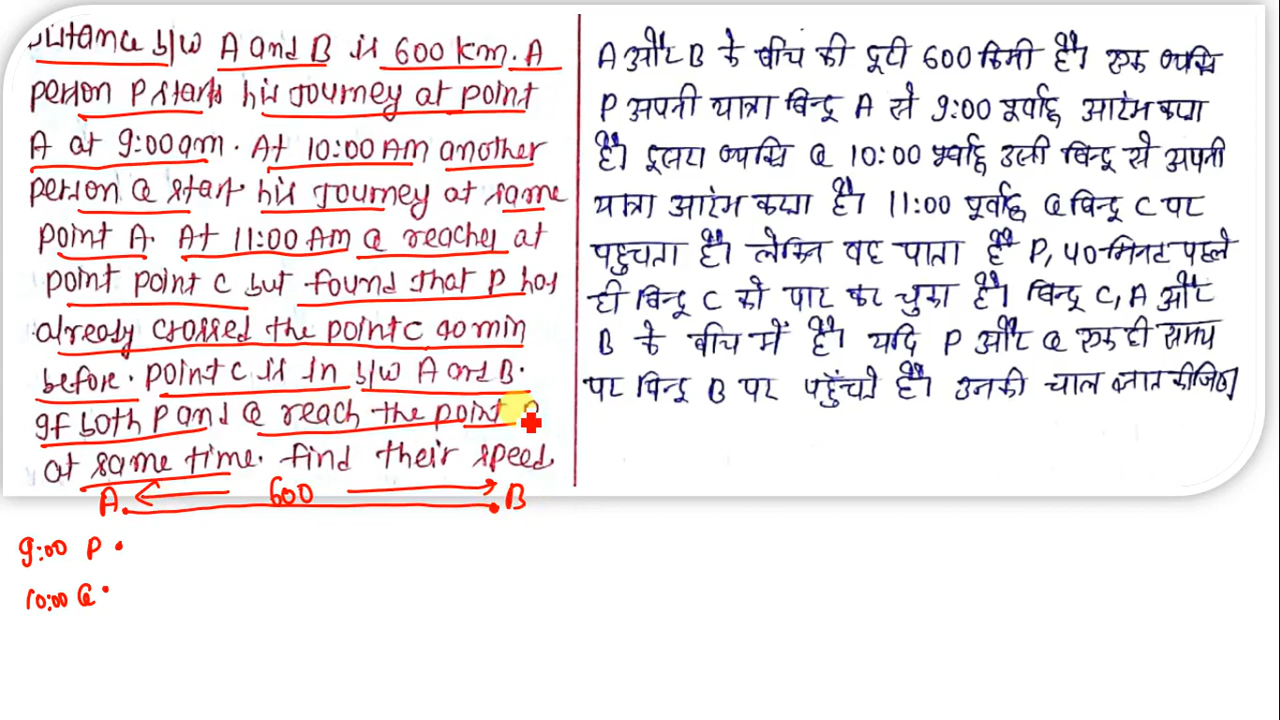 Distance b/w A and B is 600 km. A
person P starts his Journey at point
A at 9:00am. At 10:00 AM another
person Q start his Journey at same
point A. At 11:00 AM Q reaches at
point point C but found that P has
already crossed the point C 40 min
before. point C is in b/w A and B.
If both P and Q reach the point
at same time. find their speed.
A और B के बीच की दूरी 600 किमी है। एक व्यक्ति
P अपनी यात्रा बिन्दू A से 9:00 पूर्वाह्न आरंभ करता
है। दूसरा व्यक्ति Q 10:00 पूर्वाह्न उसी बिन्दू से अपनी
यात्रा आरंभ करता है। 11:00 पूर्वाह्न Q बिन्दू C पर
पहुचता है। लेकिन वह पाता है P, 40 मिनट पहले
ही बिन्दू C को पार कर चुका है। बिन्दू C, A और
B के बीच में है। यदि P और Q एक ही समय
पर बिन्दू B पर पहुँचते है। उनकी चाल ज्ञात कीजिए।
A 600 B
9:00 P
10:00 Q